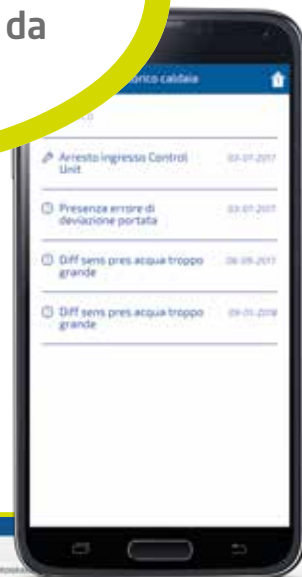 da
orico caldaia
Arresto ingresso Control
Unit
03-07-2017
Presenza errore di
deviazione portata
03-07-2017
Diff sens pres acqua troppo
grande
06-09-2017
Diff sens pres acqua troppo
grande
09-01-2018